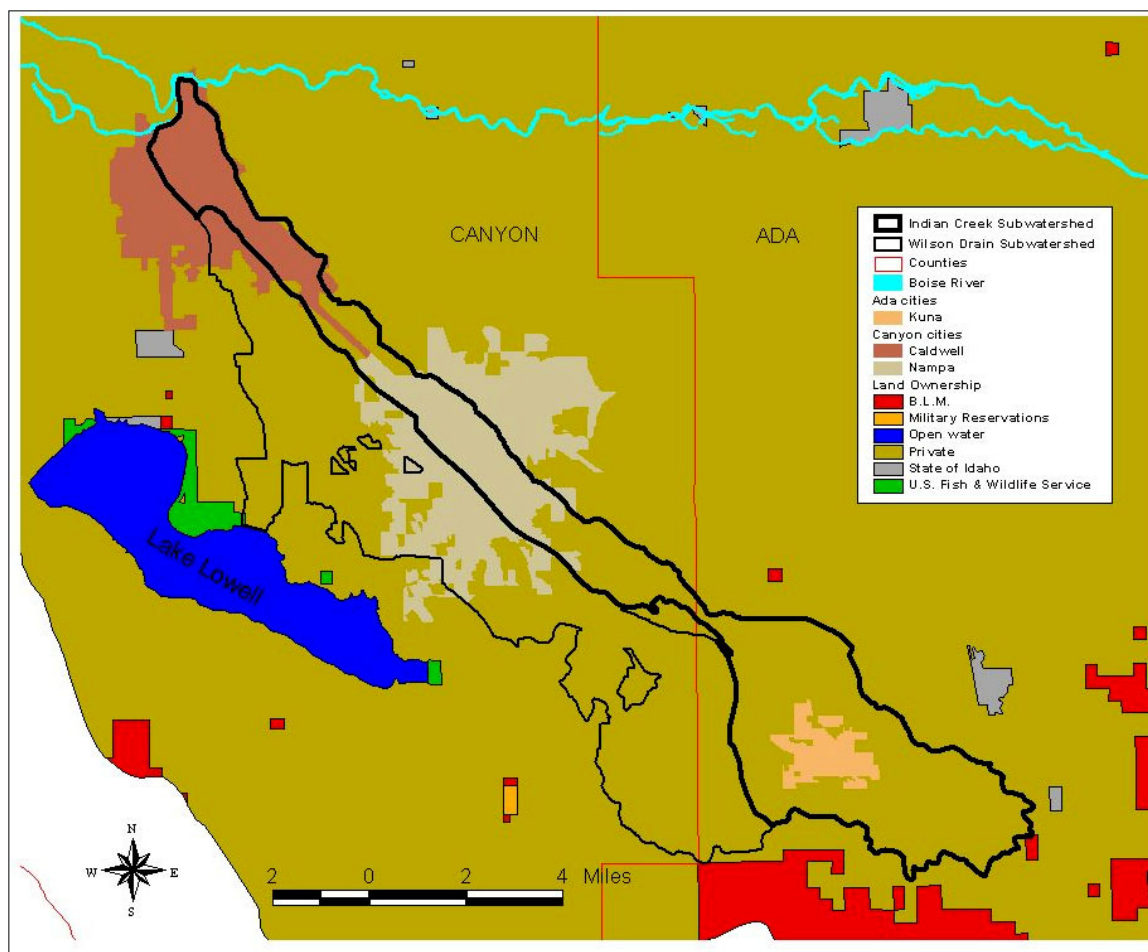 CANYON
ADA
Indian Creek Subwatershed
Wilson Drain Subwatershed
Counties
Boise River
Ada cities
Kuna
Canyon cities
Caldwell
Nampa
Land Ownership
B.L.M.
Military Reservations
Open water
Private
State of Idaho
U.S. Fish & Wildlife Service
Lake Lowell
N
W E
S
2 0 2 4 Miles